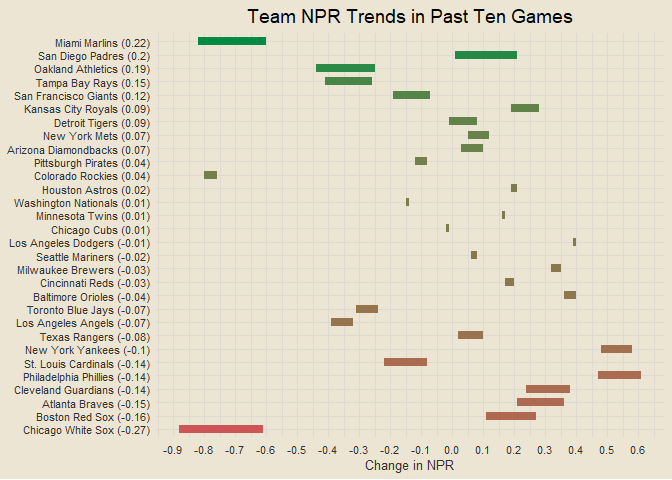 Team NPR Trends in Past Ten Games
Miami Marlins (0.22)
San Diego Padres (0.2)
Oakland Athletics (0.19)
Tampa Bay Rays (0.15)
San Francisco Giants (0.12)
Kansas City Royals (0.09)
Detroit Tigers (0.09)
New York Mets (0.07)
Arizona Diamondbacks (0.07)
Pittsburgh Pirates (0.04)
Colorado Rockies (0.04)
Houston Astros (0.02)
Washington Nationals (0.01)
Minnesota Twins (0.01)
Chicago Cubs (0.01)
Los Angeles Dodgers (-0.01)
Seattle Mariners (-0.02)
Milwaukee Brewers (-0.03)
Cincinnati Reds (-0.03)
Baltimore Orioles (-0.04)
Toronto Blue Jays (-0.07)
Los Angeles Angels (-0.07)
Texas Rangers (-0.08)
New York Yankees (-0.1)
St. Louis Cardinals (-0.14)
Philadelphia Phillies (-0.14)
Cleveland Guardians (-0.14)
Atlanta Braves (-0.15)
Boston Red Sox (-0.16)
Chicago White Sox (-0.27)
-0.9 -0.8 -0.7 -0.6 -0.5 -0.4 -0.3 -0.2 -0.1 0.0 0.1 0.2 0.3 0.4 0.5 0.6
Change in NPR